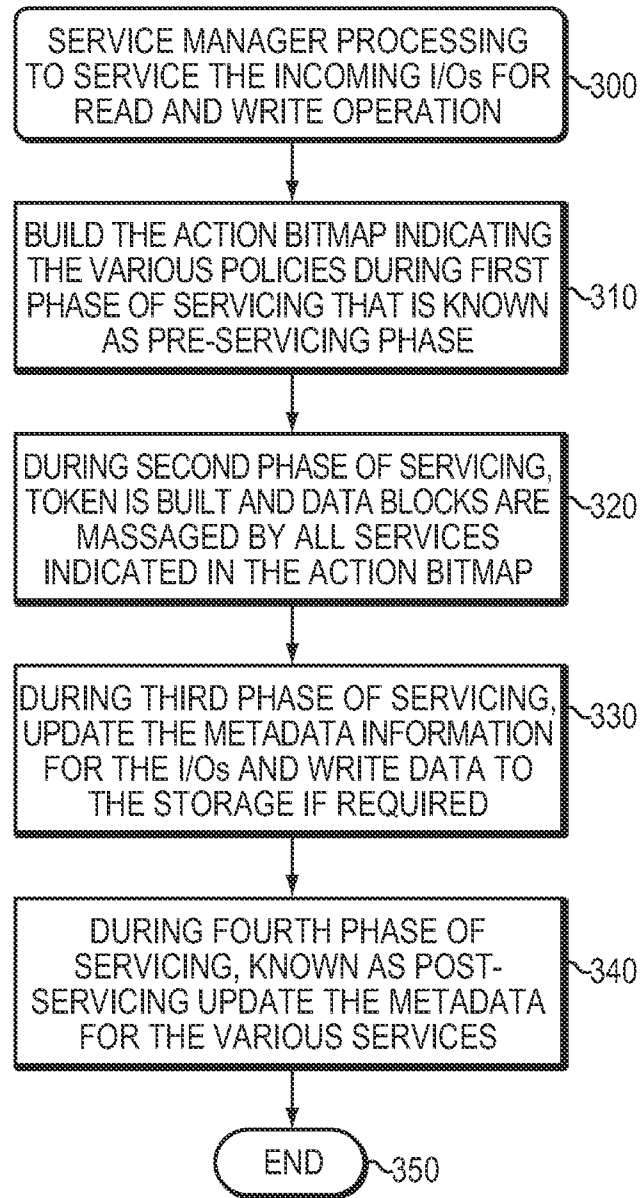 SERVICE MANAGER PROCESSING
TO SERVICE THE INCOMING I/Os FOR
READ AND WRITE OPERATION
300
BUILD THE ACTION BITMAP INDICATING
THE VARIOUS POLICIES DURING FIRST
PHASE OF SERVICING THAT IS KNOWN
AS PRE-SERVICING PHASE
310
DURING SECOND PHASE OF SERVICING,
TOKEN IS BUILT AND DATA BLOCKS ARE
MASSAGED BY ALL SERVICES
INDICATED IN THE ACTION BITMAP
320
DURING THIRD PHASE OF SERVICING,
UPDATE THE METADATA INFORMATION
FOR THE I/Os AND WRITE DATA TO
THE STORAGE IF REQUIRED
330
DURING FOURTH PHASE OF
SERVICING, KNOWN AS POST-
SERVICING UPDATE THE METADATA
FOR THE VARIOUS SERVICES
340
END
350